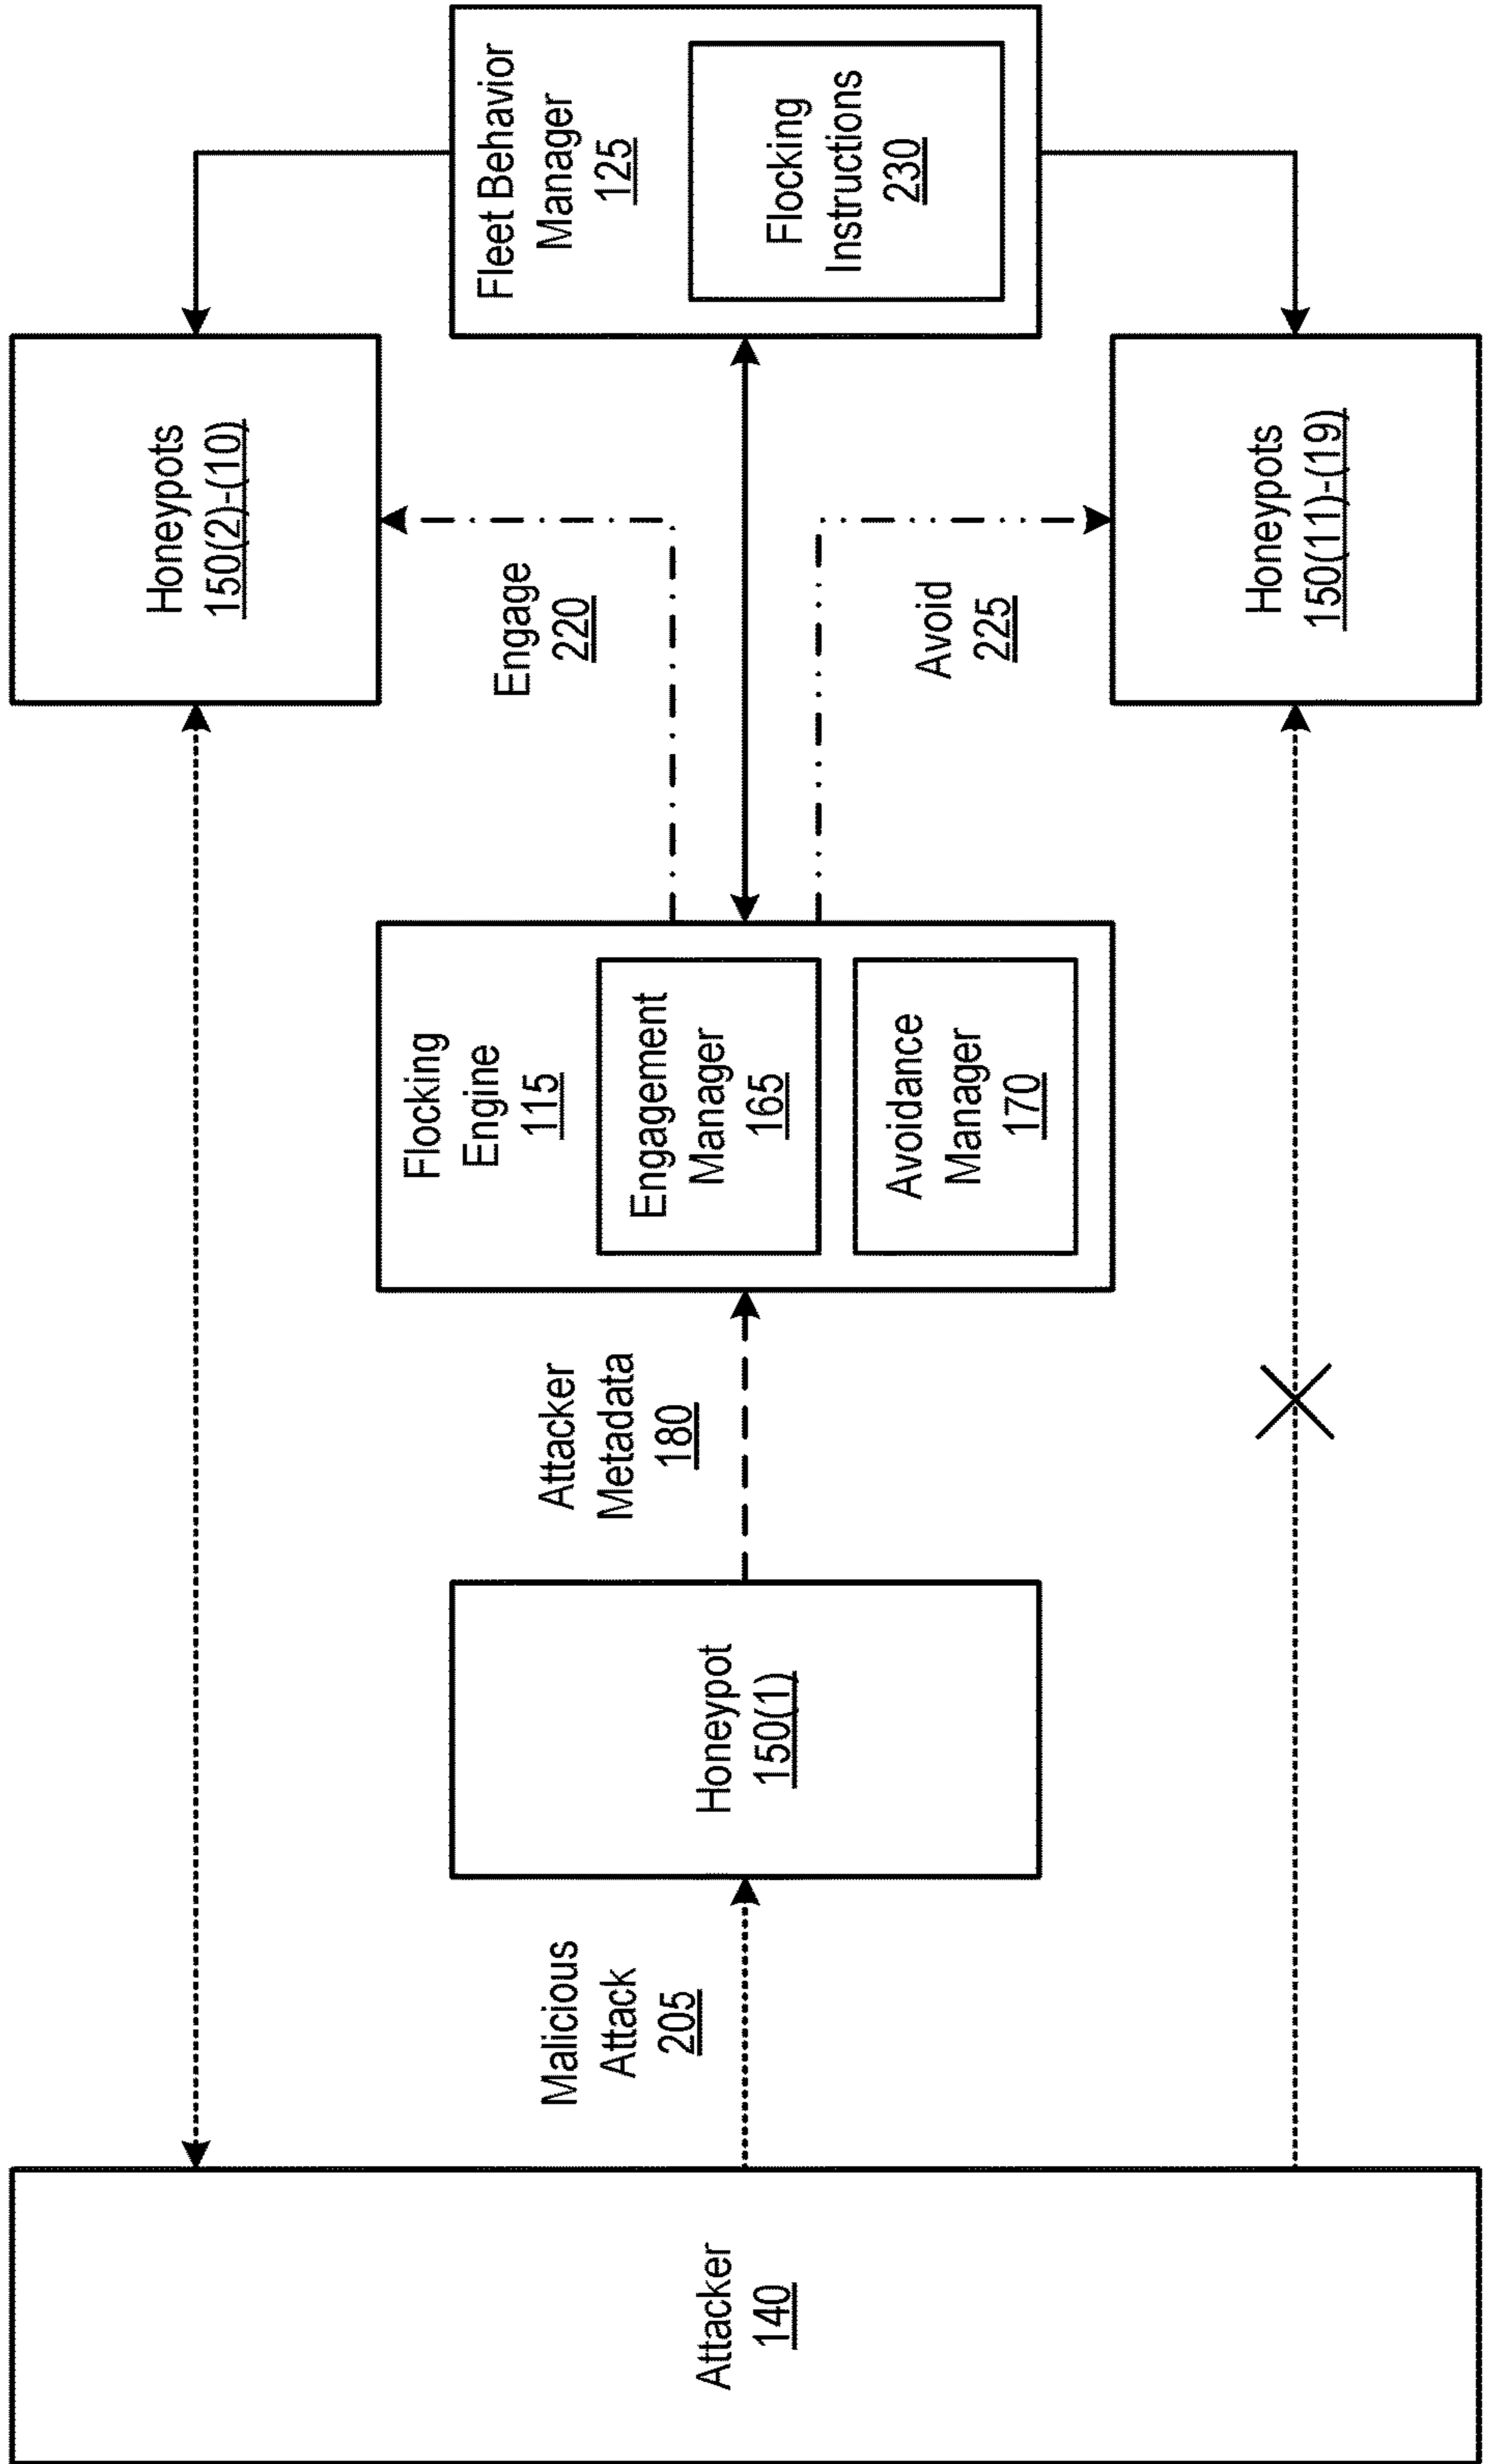 Attacker
140
Malicious
Attack
205
Honeypot
150(1)
Attacker
Metadata
180
Flocking
Engine
115
Engagement
Manager
165
Avoidance
Manager
170
Engage
220
Avoid
225
Honeypots
150(2)-(10)
Honeypots
150(11)-(19)
Fleet Behavior
Manager
125
Flocking
Instructions
230